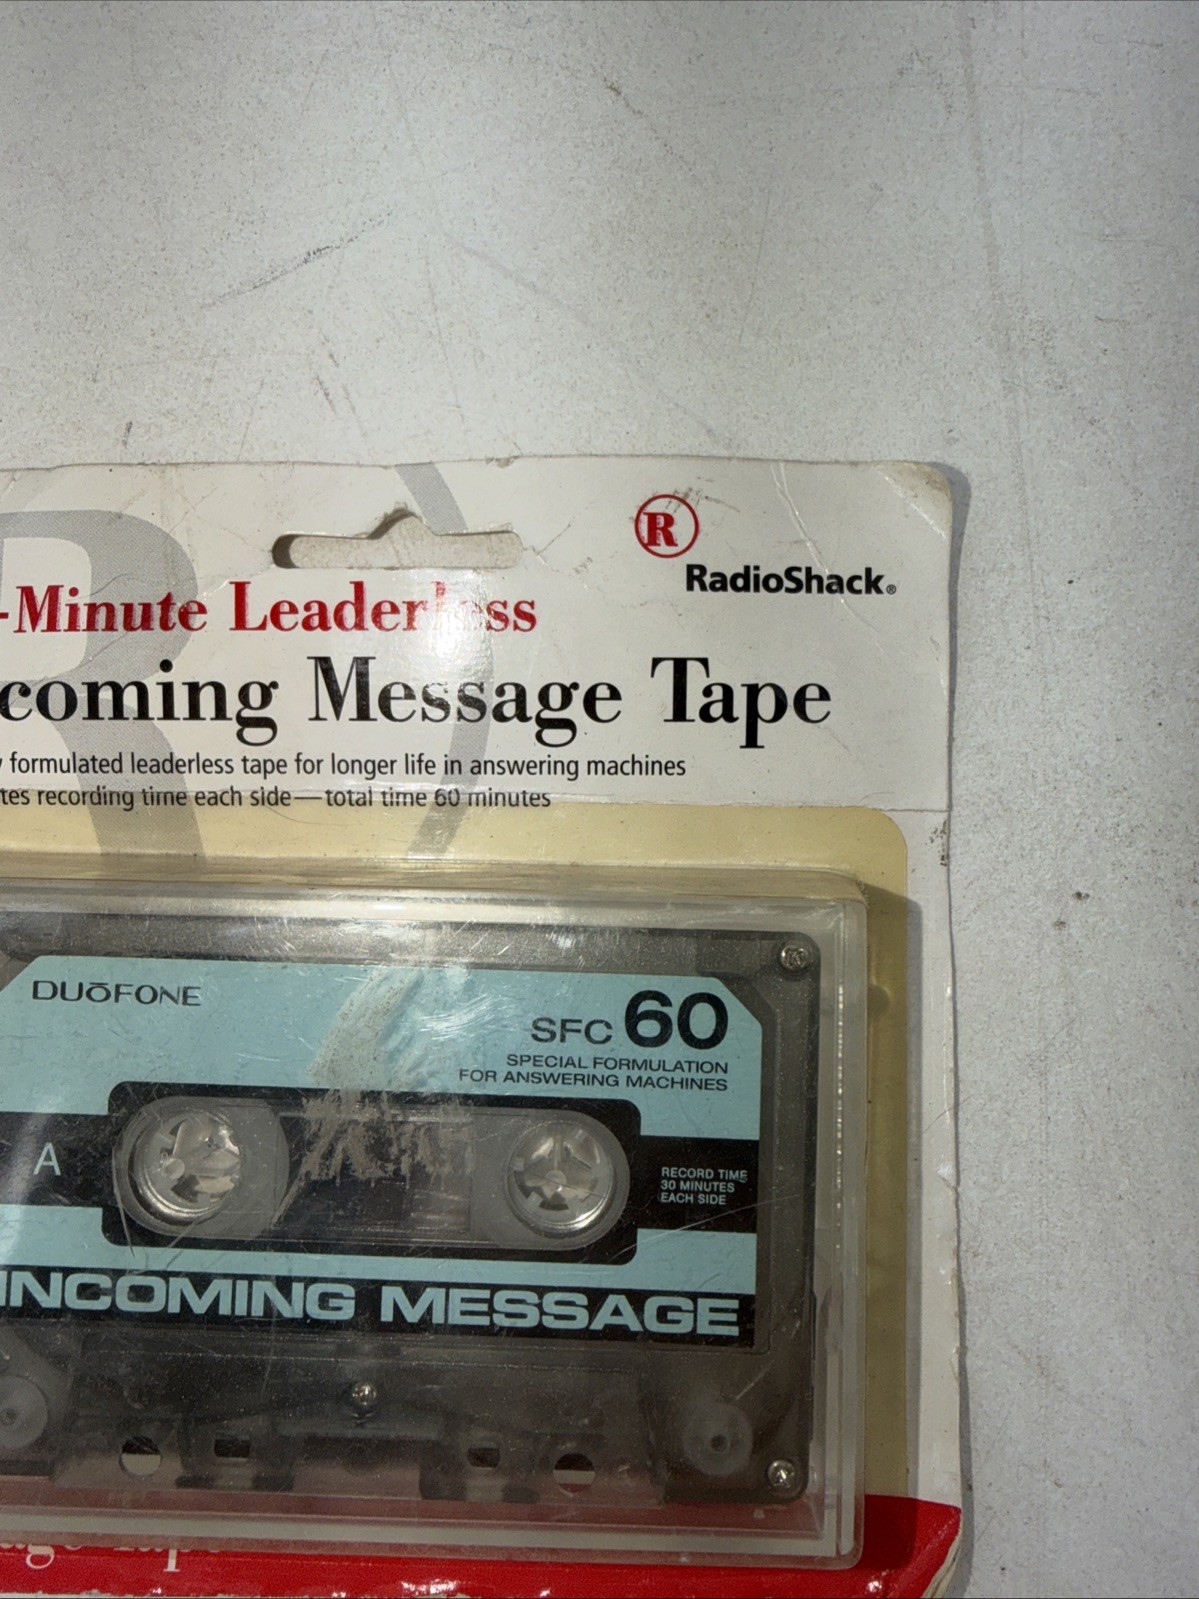 R
RadioShack®
-Minute Leaderless
coming Message Tape
formulated leaderless tape for longer life in answering machines
tes recording time each side—total time 60 minutes
DUōFONE
SFC 60
SPECIAL FORMULATION
FOR ANSWERING MACHINES
A
RECORD TIME
30 MINUTES
EACH SIDE
INCOMING MESSAGE